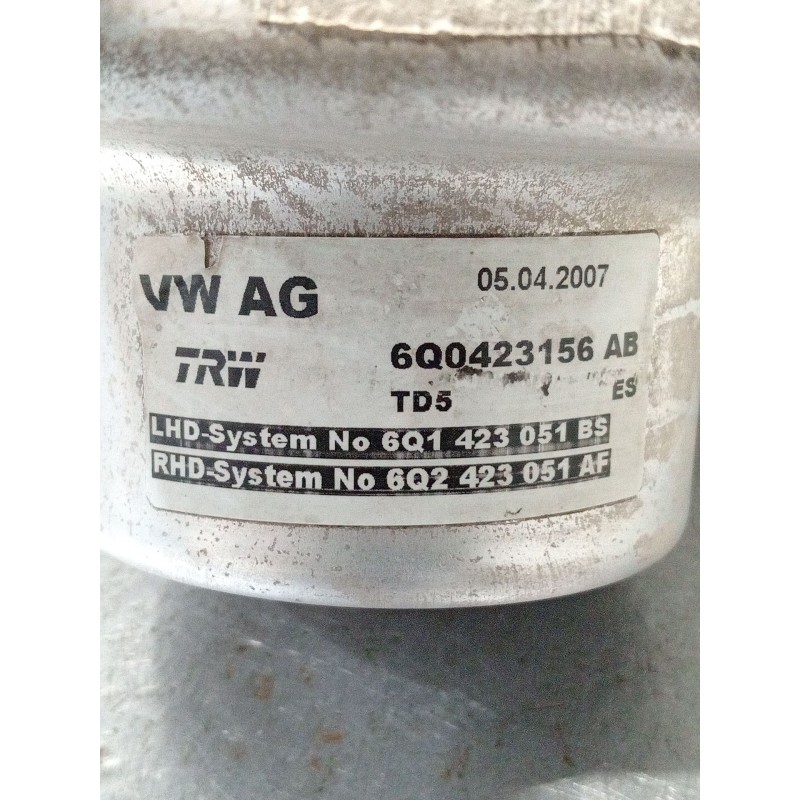 VW AG 05.04.2007
TRW 6Q0423156 AB
TD5 ES
LHD-System No 6Q1 423 051 BS
RHD-System No 6Q2 423 051 AF